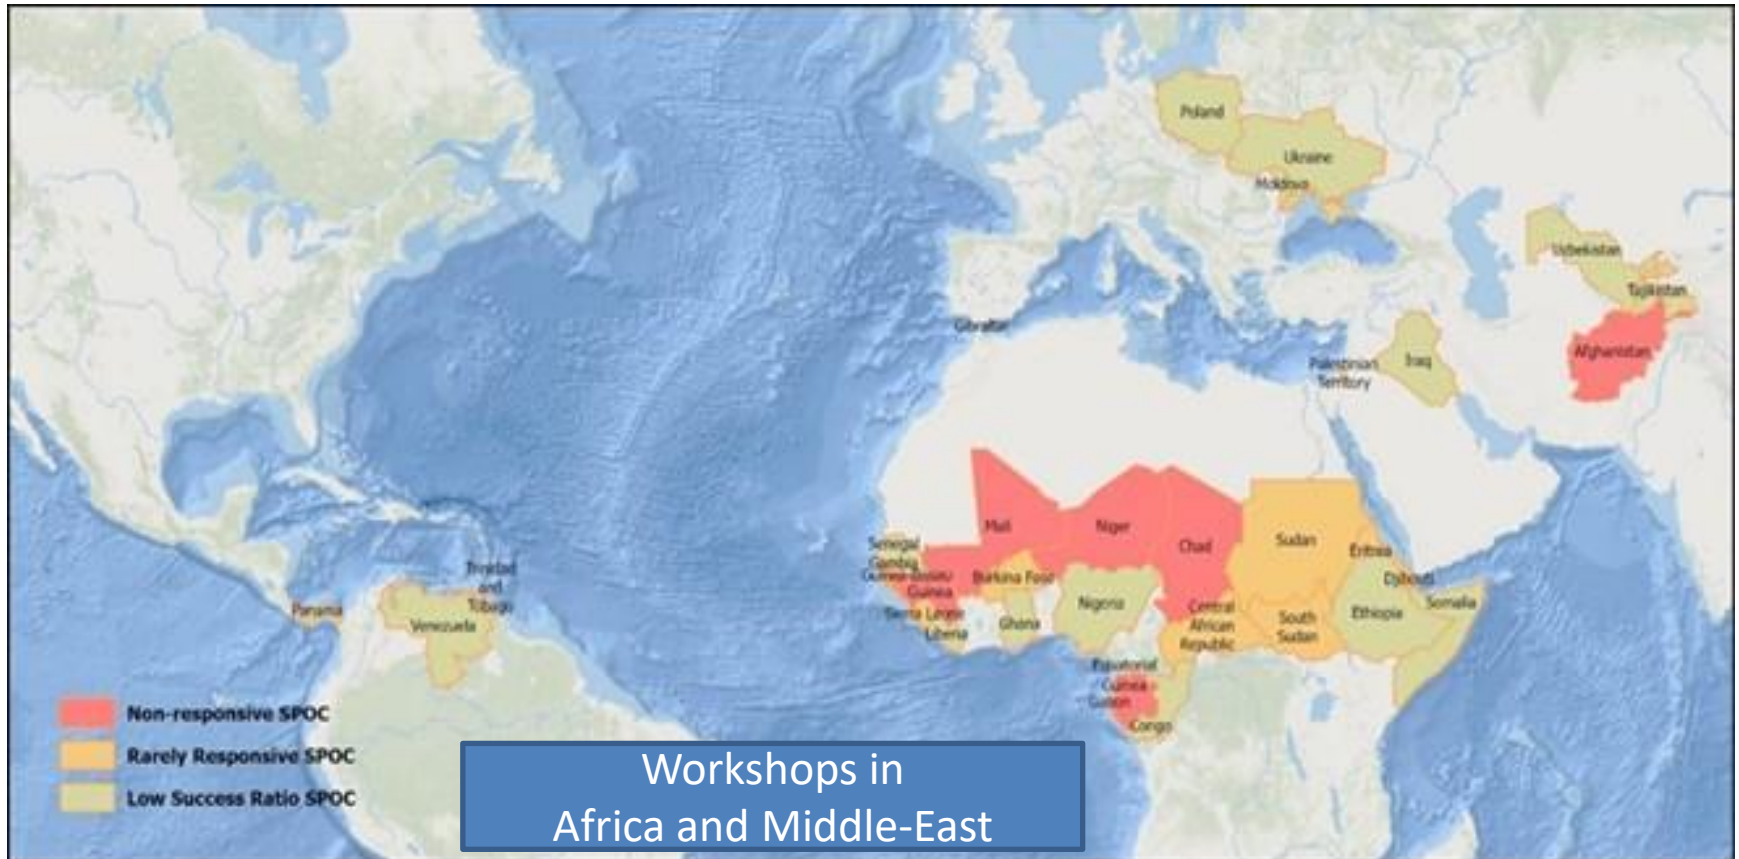 Poland
Ukraine
Moldova
Uzbekistan
Tajikistan
Gibraltar
Afghanistan
Palestinian
Territory
Iraq
Mali
Niger
Chad
Sudan
Eritrea
Senegal
Gambia
Guinea-Bissau
Guinea
Burkina Faso
Djibouti
Sierra Leone
Liberia
Ghana
Nigeria
Central
African
Republic
South
Sudan
Ethiopia
Somalia
Trinidad
and
Tobago
Panama
Venezuela
Equatorial
Guinea
Gabon
Congo
Non-responsive SPOC
Rarely Responsive SPOC
Low Success Ratio SPOC
Workshops in
Africa and Middle-East